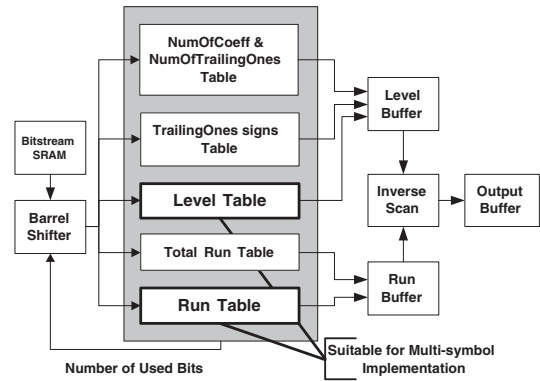 NumOfCoeff &
NumOfTrailingOnes
Table
TrailingOnes signs
Table
Level Table
Total Run Table
Run Table
Bitstream
SRAM
Barrel
Shifter
Level
Buffer
Inverse
Scan
Output
Buffer
Run
Buffer
Number of Used Bits
Suitable for Multi-symbol
Implementation